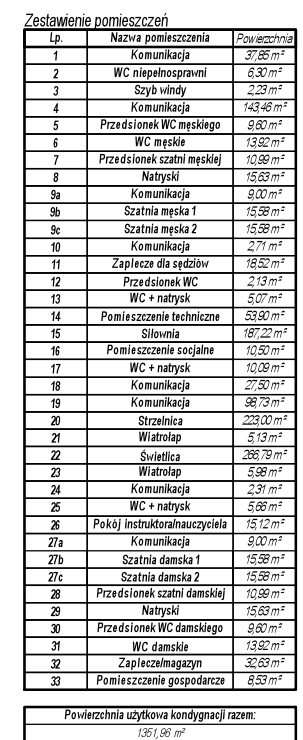 Zestawienie pomieszczeń
Lp. Nazwa pomieszczenia Powierzchnia
1 Komunikacja 37,85 m²
2 WC niepełnosprawni 6,30 m²
3 Szyb windy 2,23 m²
4 Komunikacja 143,46 m²
5 Przedsionek WC męskiego 9,60 m²
6 WC męskie 13,92 m²
7 Przedsionek szatni męskiej 10,99 m²
8 Natryski 15,63 m²
9a Komunikacja 9,00 m²
9b Szatnia męska 1 15,58 m²
9c Szatnia męska 2 15,58 m²
10 Komunikacja 2,71 m²
11 Zaplecze dla sędziów 18,52 m²
12 Przedsionek WC 2,13 m²
13 WC + natrysk 5,07 m²
14 Pomieszczenie techniczne 53,90 m²
15 Siłownia 187,22 m²
16 Pomieszczenie socjalne 10,50 m²
17 WC + natrysk 10,09 m²
18 Komunikacja 27,50 m²
19 Komunikacja 98,73 m²
20 Strzelnica 223,00 m²
21 Wiatrołap 5,13 m²
22 Świetlica 266,79 m²
23 Wiatrołap 5,98 m²
24 Komunikacja 2,31 m²
25 WC + natrysk 5,66 m²
26 Pokój instruktora/nauczyciela 15,12 m²
27a Komunikacja 9,00 m²
27b Szatnia damska 1 15,58 m²
27c Szatnia damska 2 15,58 m²
28 Przedsionek szatni damskiej 10,99 m²
29 Natryski 15,63 m²
30 Przedsionek WC damskiego 9,60 m²
31 WC damskie 13,92 m²
32 Zaplecze/magazyn 32,63 m²
33 Pomieszczenie gospodarcze 8,53 m²
Powierzchnia użytkowa kondygnacji razem:
1351,96 m²